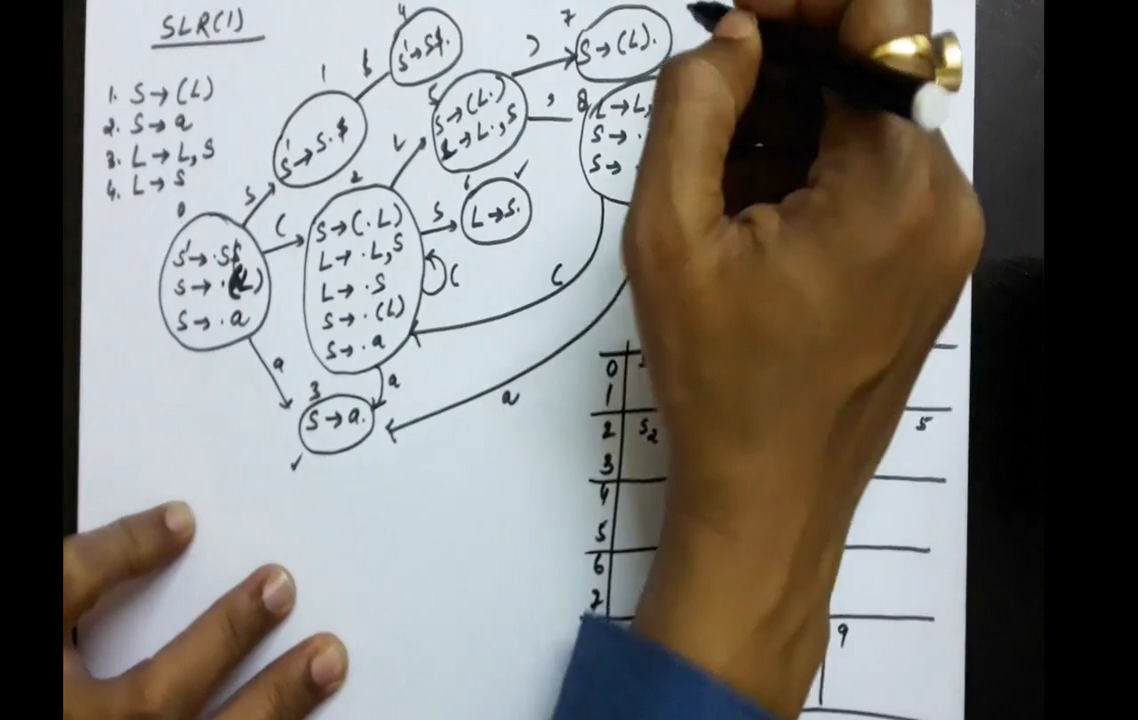 SLR(1)
1. S → (L)
2. S → a
3. L → L, S
4. L → S
0
S' → .S$
S → .(L)
S → .a
S
(
a
1
S' → S.$
$
4
S' → S$.
2
S → (.L)
L → .L, S
L → .S
S → .(L)
S → .a
L
S
(
a
3
S → a.
✓
5
S → (L.)
L → L., S
)
,
6
L → S.
✓
7
S → (L).
8
L → L,
S → .
S →
(
a
0
1
2 S2 5
3
4
5
6
7
9